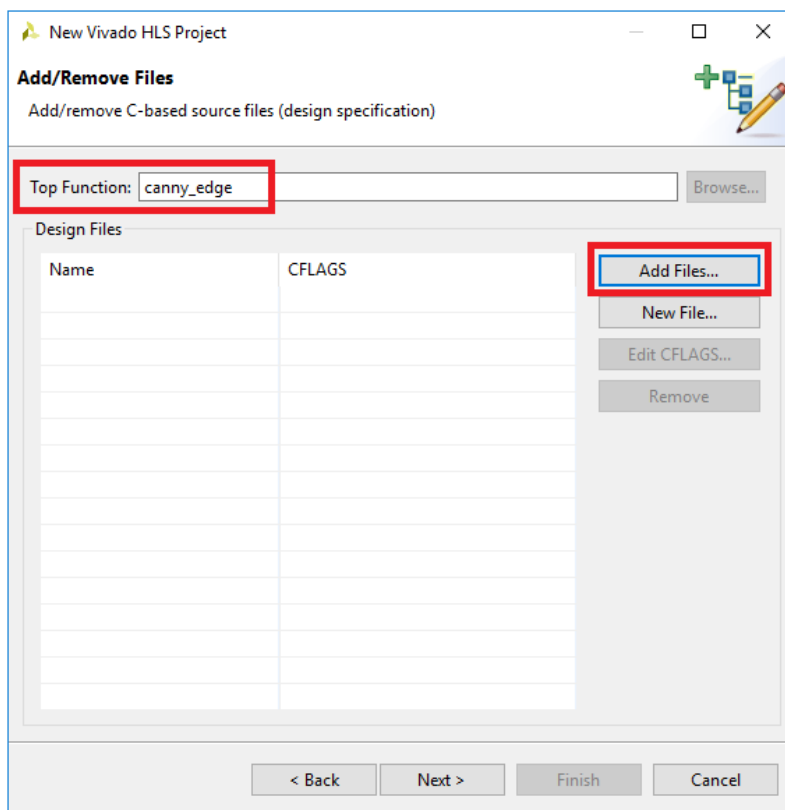 New Vivado HLS Project
Add/Remove Files
Add/remove C-based source files (design specification)
Top Function: canny_edge Browse...
Design Files
Name CFLAGS Add Files...
New File...
Edit CFLAGS...
Remove
< Back Next > Finish Cancel